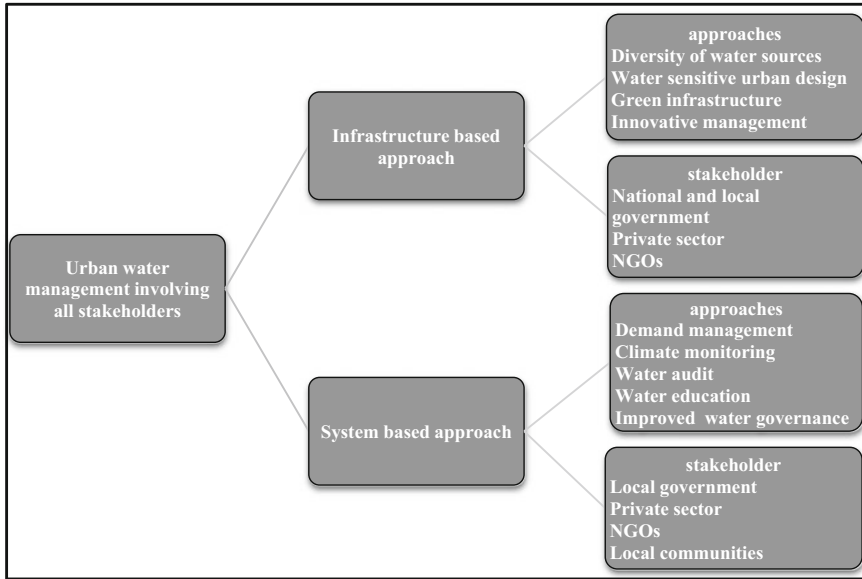 Urban water
management involving
all stakeholders
Infrastructure based
approach
approaches
Diversity of water sources
Water sensitive urban design
Green infrastructure
Innovative management
stakeholder
National and local
government
Private sector
NGOs
System based approach
approaches
Demand management
Climate monitoring
Water audit
Water education
Improved water governance
stakeholder
Local government
Private sector
NGOs
Local communities